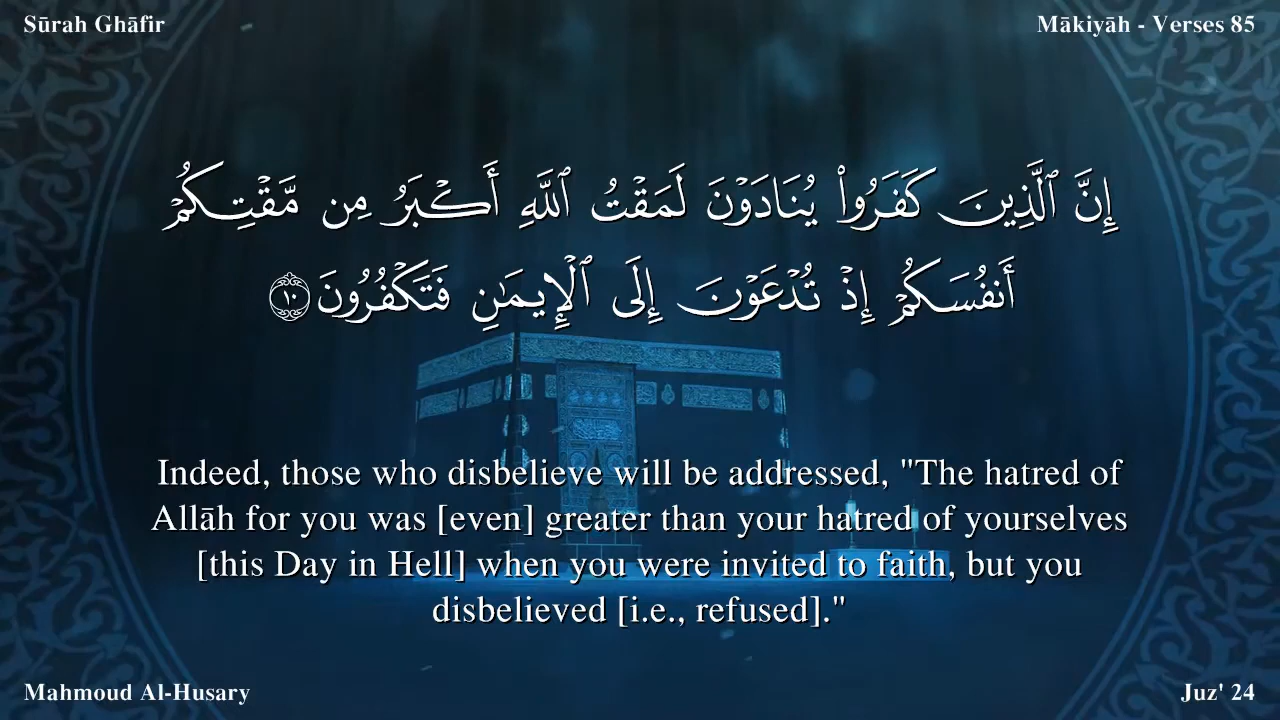 Sūrah Ghāfir
Mākiyāh - Verses 85
إِنَّ ٱلَّذِينَ كَفَرُوا۟ يُنَادَوْنَ لَمَقْتُ ٱللَّهِ أَكْبَرُ مِن مَّقْتِكُمْ
أَنفُسَكُمْ إِذْ تُدْعَوْنَ إِلَى ٱلْإِيمَـٰنِ فَتَكْفُرُونَ ١٠
Indeed, those who disbelieve will be addressed, "The hatred of
Allāh for you was [even] greater than your hatred of yourselves
[this Day in Hell] when you were invited to faith, but you
disbelieved [i.e., refused]."
Mahmoud Al-Husary
Juz' 24